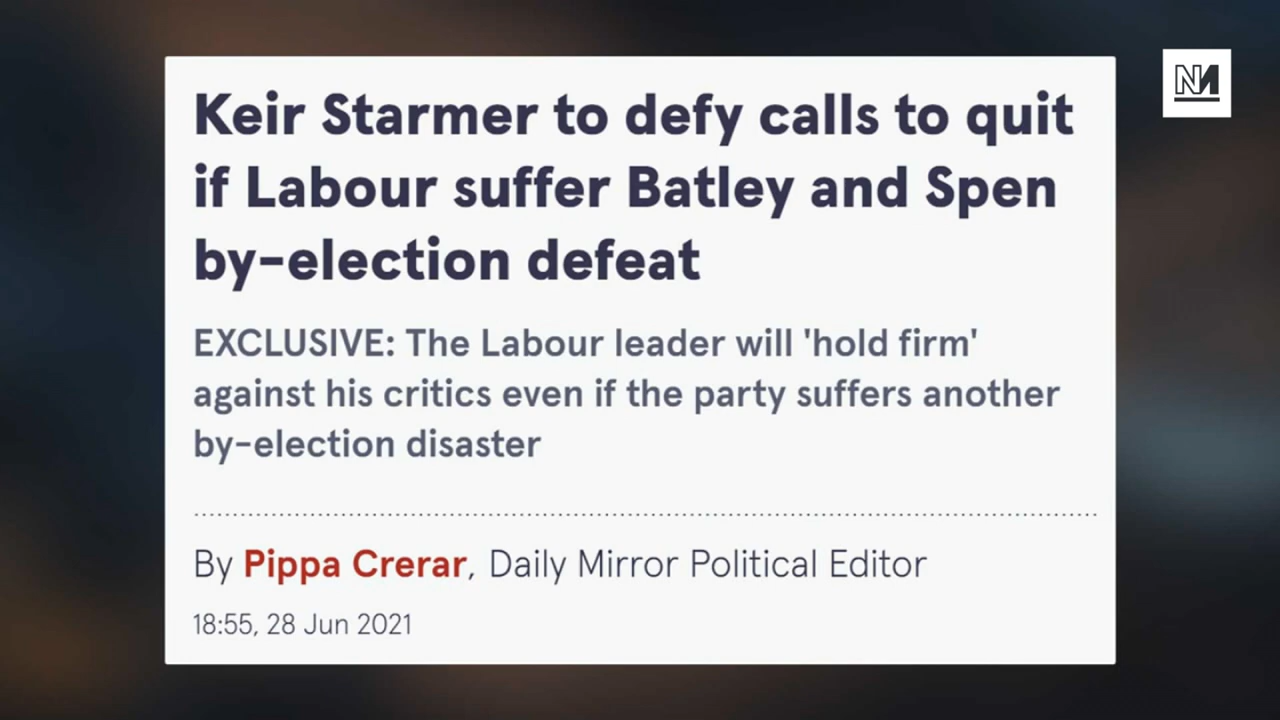 Keir Starmer to defy calls to quit
if Labour suffer Batley and Spen
by-election defeat
EXCLUSIVE: The Labour leader will 'hold firm'
against his critics even if the party suffers another
by-election disaster
By Pippa Crerar, Daily Mirror Political Editor
18:55, 28 Jun 2021
NM